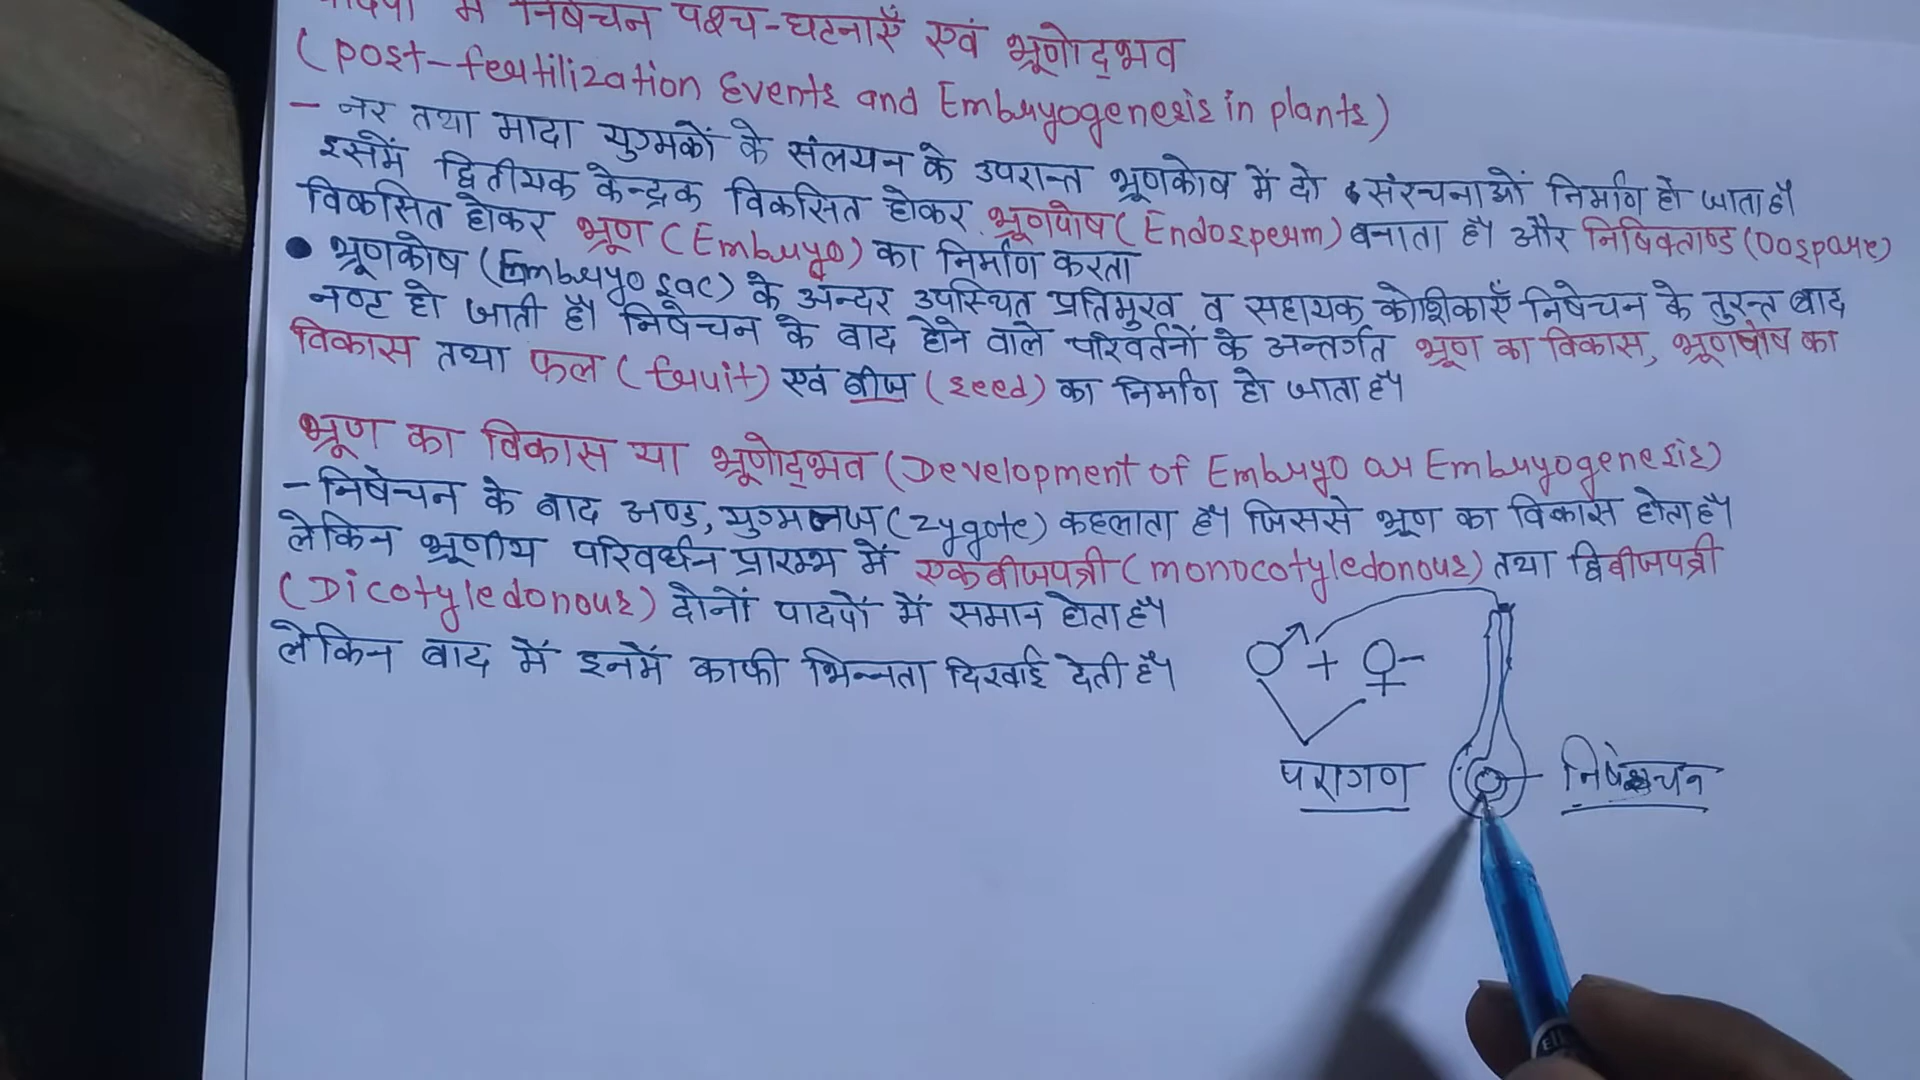 में निषेचन पश्च-घटनाएँ एवं भ्रूणोद्भव
(post-fertilization Events and Embryogenesis in plants)
- नर तथा मादा युग्मकों के संलयन के उपरान्त भ्रूणकोष में दो संरचनाओं निर्माण हो जाता है
इसमें द्वितीयक केन्द्रक विकसित होकर भ्रूणपोष (Endosperm) बनाता है और निषिक्ताण्ड (Oospore)
विकसित होकर भ्रूण (Embryo) का निर्माण करता
• भ्रूणकोष (Embryo sac) के अन्दर उपस्थित प्रतिमुख व सहायक कोशिकाएँ निषेचन के तुरन्त बाद
नष्ट हो जाती है। निषेचन के बाद होने वाले परिवर्तनों के अन्तर्गत भ्रूण का विकास, भ्रूणपोष का
विकास तथा फल (fruit) एवं बीज (seed) का निर्माण हो जाता है।
भ्रूण का विकास या भ्रूणोद्भव (Development of Embryo or Embryogenesis)
- निषेचन के बाद अण्ड, युग्मनज (zygote) कहलाता है। जिससे भ्रूण का विकास होता है।
लेकिन भ्रूणीय परिवर्धन प्रारम्भ में एकबीजपत्री (monocotyledonous) तथा द्विबीजपत्री
(Dicotyledonous) दोनों पादपों में समान होता है।
लेकिन बाद में इनमें काफी भिन्नता दिखाई देती है।
♂ + ♀
परागण
निषेचन